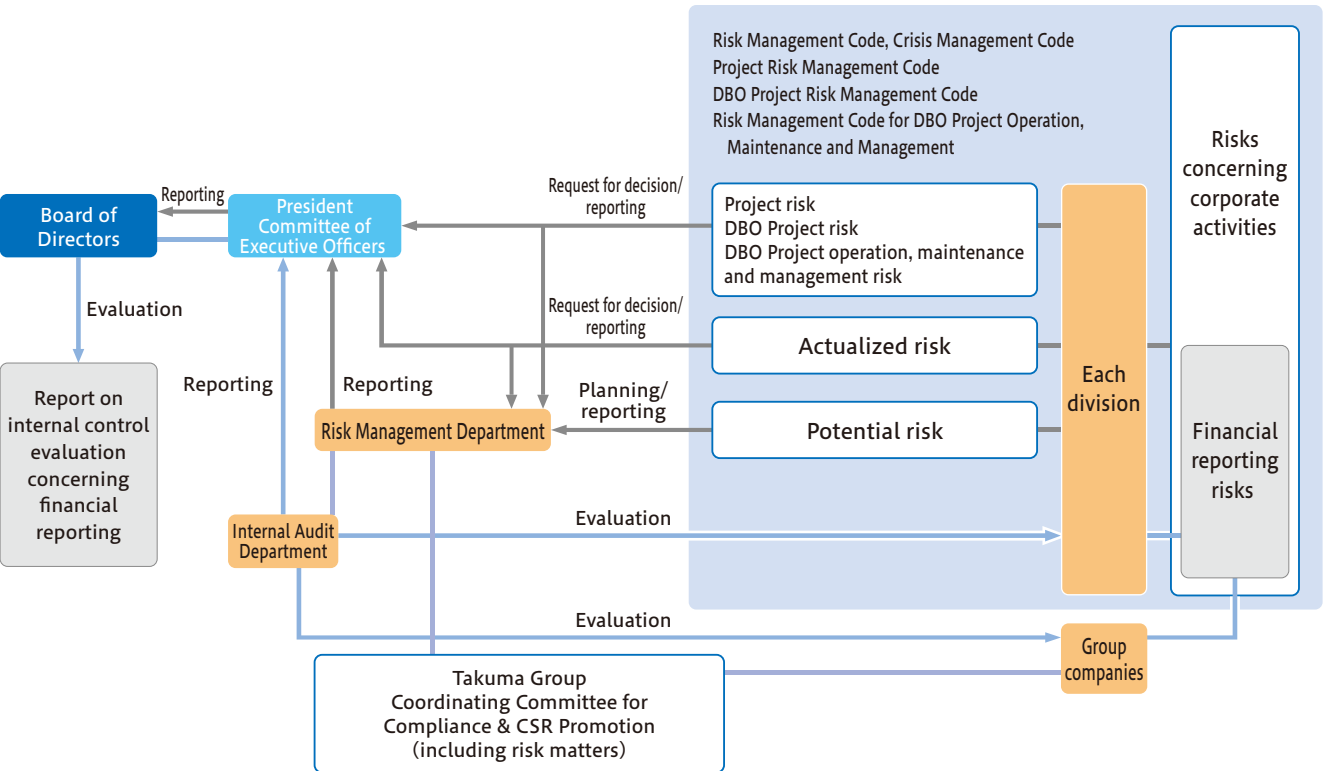 Risk Management Code, Crisis Management Code
Project Risk Management Code
DBO Project Risk Management Code
Risk Management Code for DBO Project Operation,
Maintenance and Management
Risks
concerning
corporate
activities
Board of
Directors
Reporting
President
Committee of
Executive Officers
Request for decision/
reporting
Project risk
DBO Project risk
DBO Project operation, maintenance
and management risk
Evaluation
Request for decision/
reporting
Actualized risk
Each
division
Reporting
Reporting
Planning/
reporting
Report on
internal control
evaluation
concerning
financial
reporting
Risk Management Department
Potential risk
Financial
reporting
risks
Internal Audit
Department
Evaluation
Evaluation
Group
companies
Takuma Group
Coordinating Committee for
Compliance & CSR Promotion
(including risk matters)